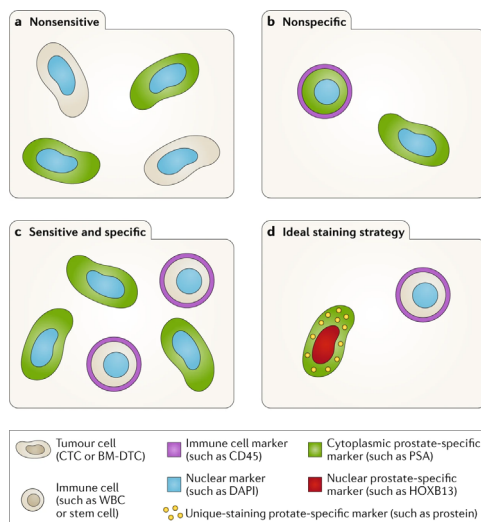 a Nonsensitive
b Nonspecific
c Sensitive and specific
d Ideal staining strategy
Tumour cell
(CTC or BM-DTC)
Immune cell marker
(such as CD45)
Cytoplasmic prostate-specific
marker (such as PSA)
Immune cell
(such as WBC
or stem cell)
Nuclear marker
(such as DAPI)
Nuclear prostate-specific
marker (such as HOXB13)
Unique-staining protate-specific marker (such as prostein)